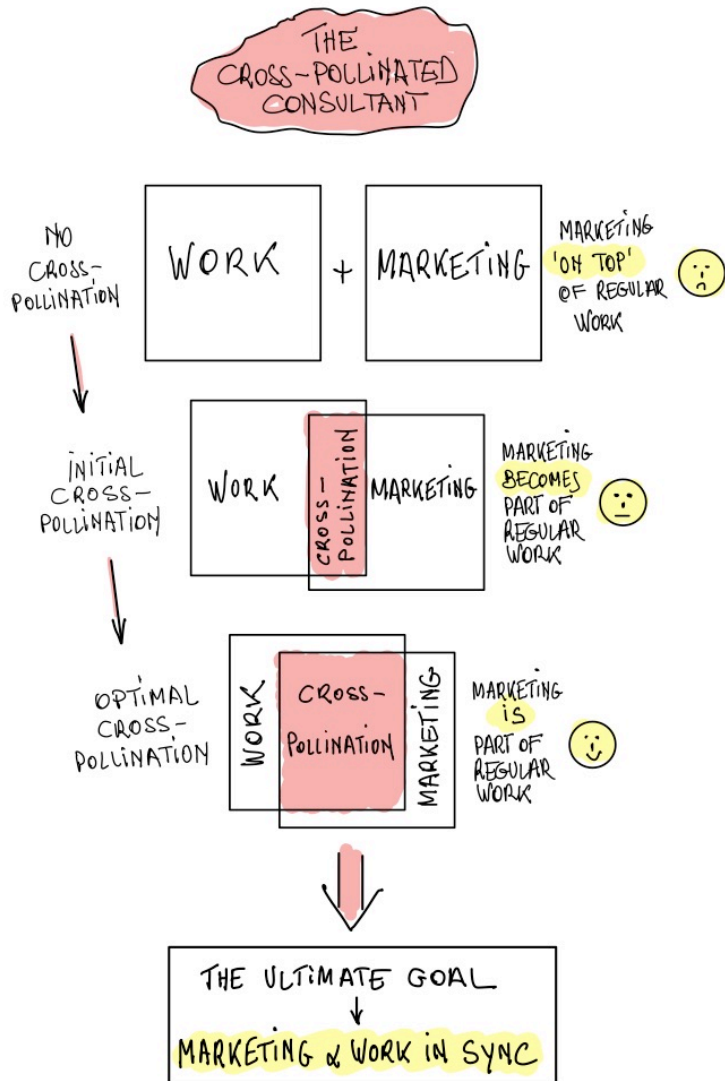 THE
CROSS-POLLINATED
CONSULTANT
NO
CROSS-
POLLINATION
WORK
+
MARKETING
MARKETING
'ON TOP'
OF REGULAR
WORK
INITIAL
CROSS-
POLLINATION
WORK
CROSS-
POLLINATION
MARKETING
MARKETING
BECOMES
PART OF
REGULAR
WORK
OPTIMAL
CROSS-
POLLINATION
WORK
CROSS-
POLLINATION
MARKETING
MARKETING
IS
PART OF
REGULAR
WORK
THE ULTIMATE GOAL
MARKETING & WORK IN SYNC